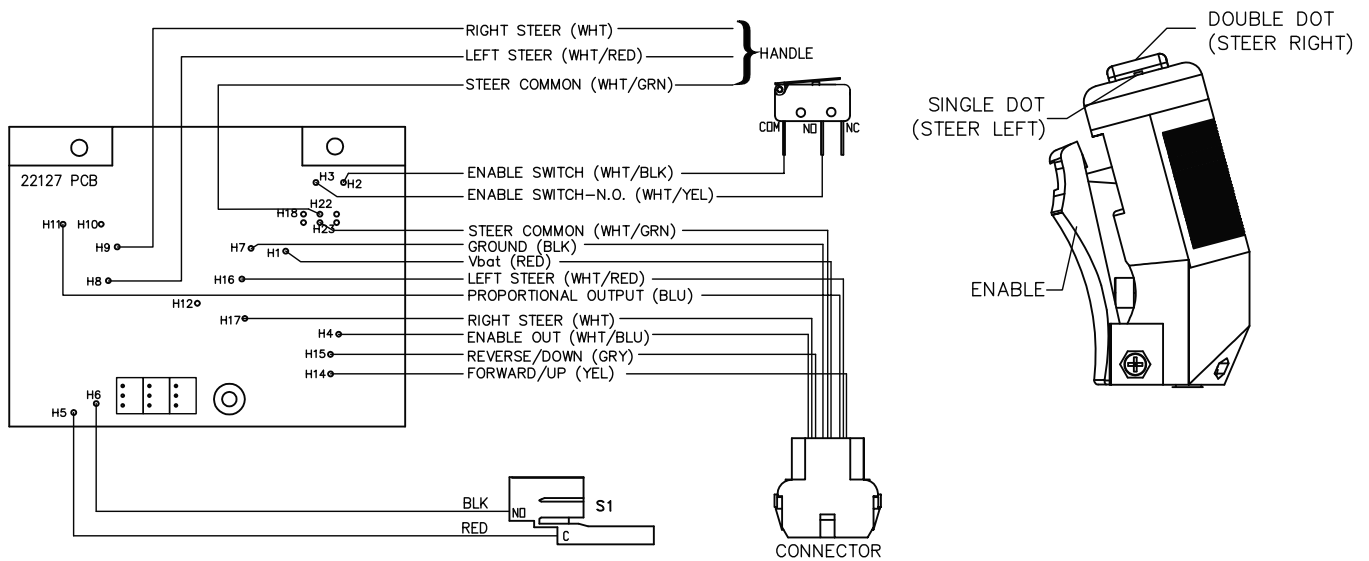 RIGHT STEER (WHT)
LEFT STEER (WHT/RED)
STEER COMMON (WHT/GRN)
HANDLE
COM
NO
NC
ENABLE SWITCH (WHT/BLK)
ENABLE SWITCH-N.O. (WHT/YEL)
22127 PCB
H3
H2
H22
H18
H23
H11
H10
H9
H7
H1
H8
H16
H12
H17
H4
H15
H14
H6
H5
STEER COMMON (WHT/GRN)
GROUND (BLK)
Vbat (RED)
LEFT STEER (WHT/RED)
PROPORTIONAL OUTPUT (BLU)
RIGHT STEER (WHT)
ENABLE OUT (WHT/BLU)
REVERSE/DOWN (GRY)
FORWARD/UP (YEL)
BLK
NO
S1
RED
C
CONNECTOR
DOUBLE DOT
(STEER RIGHT)
SINGLE DOT
(STEER LEFT)
ENABLE